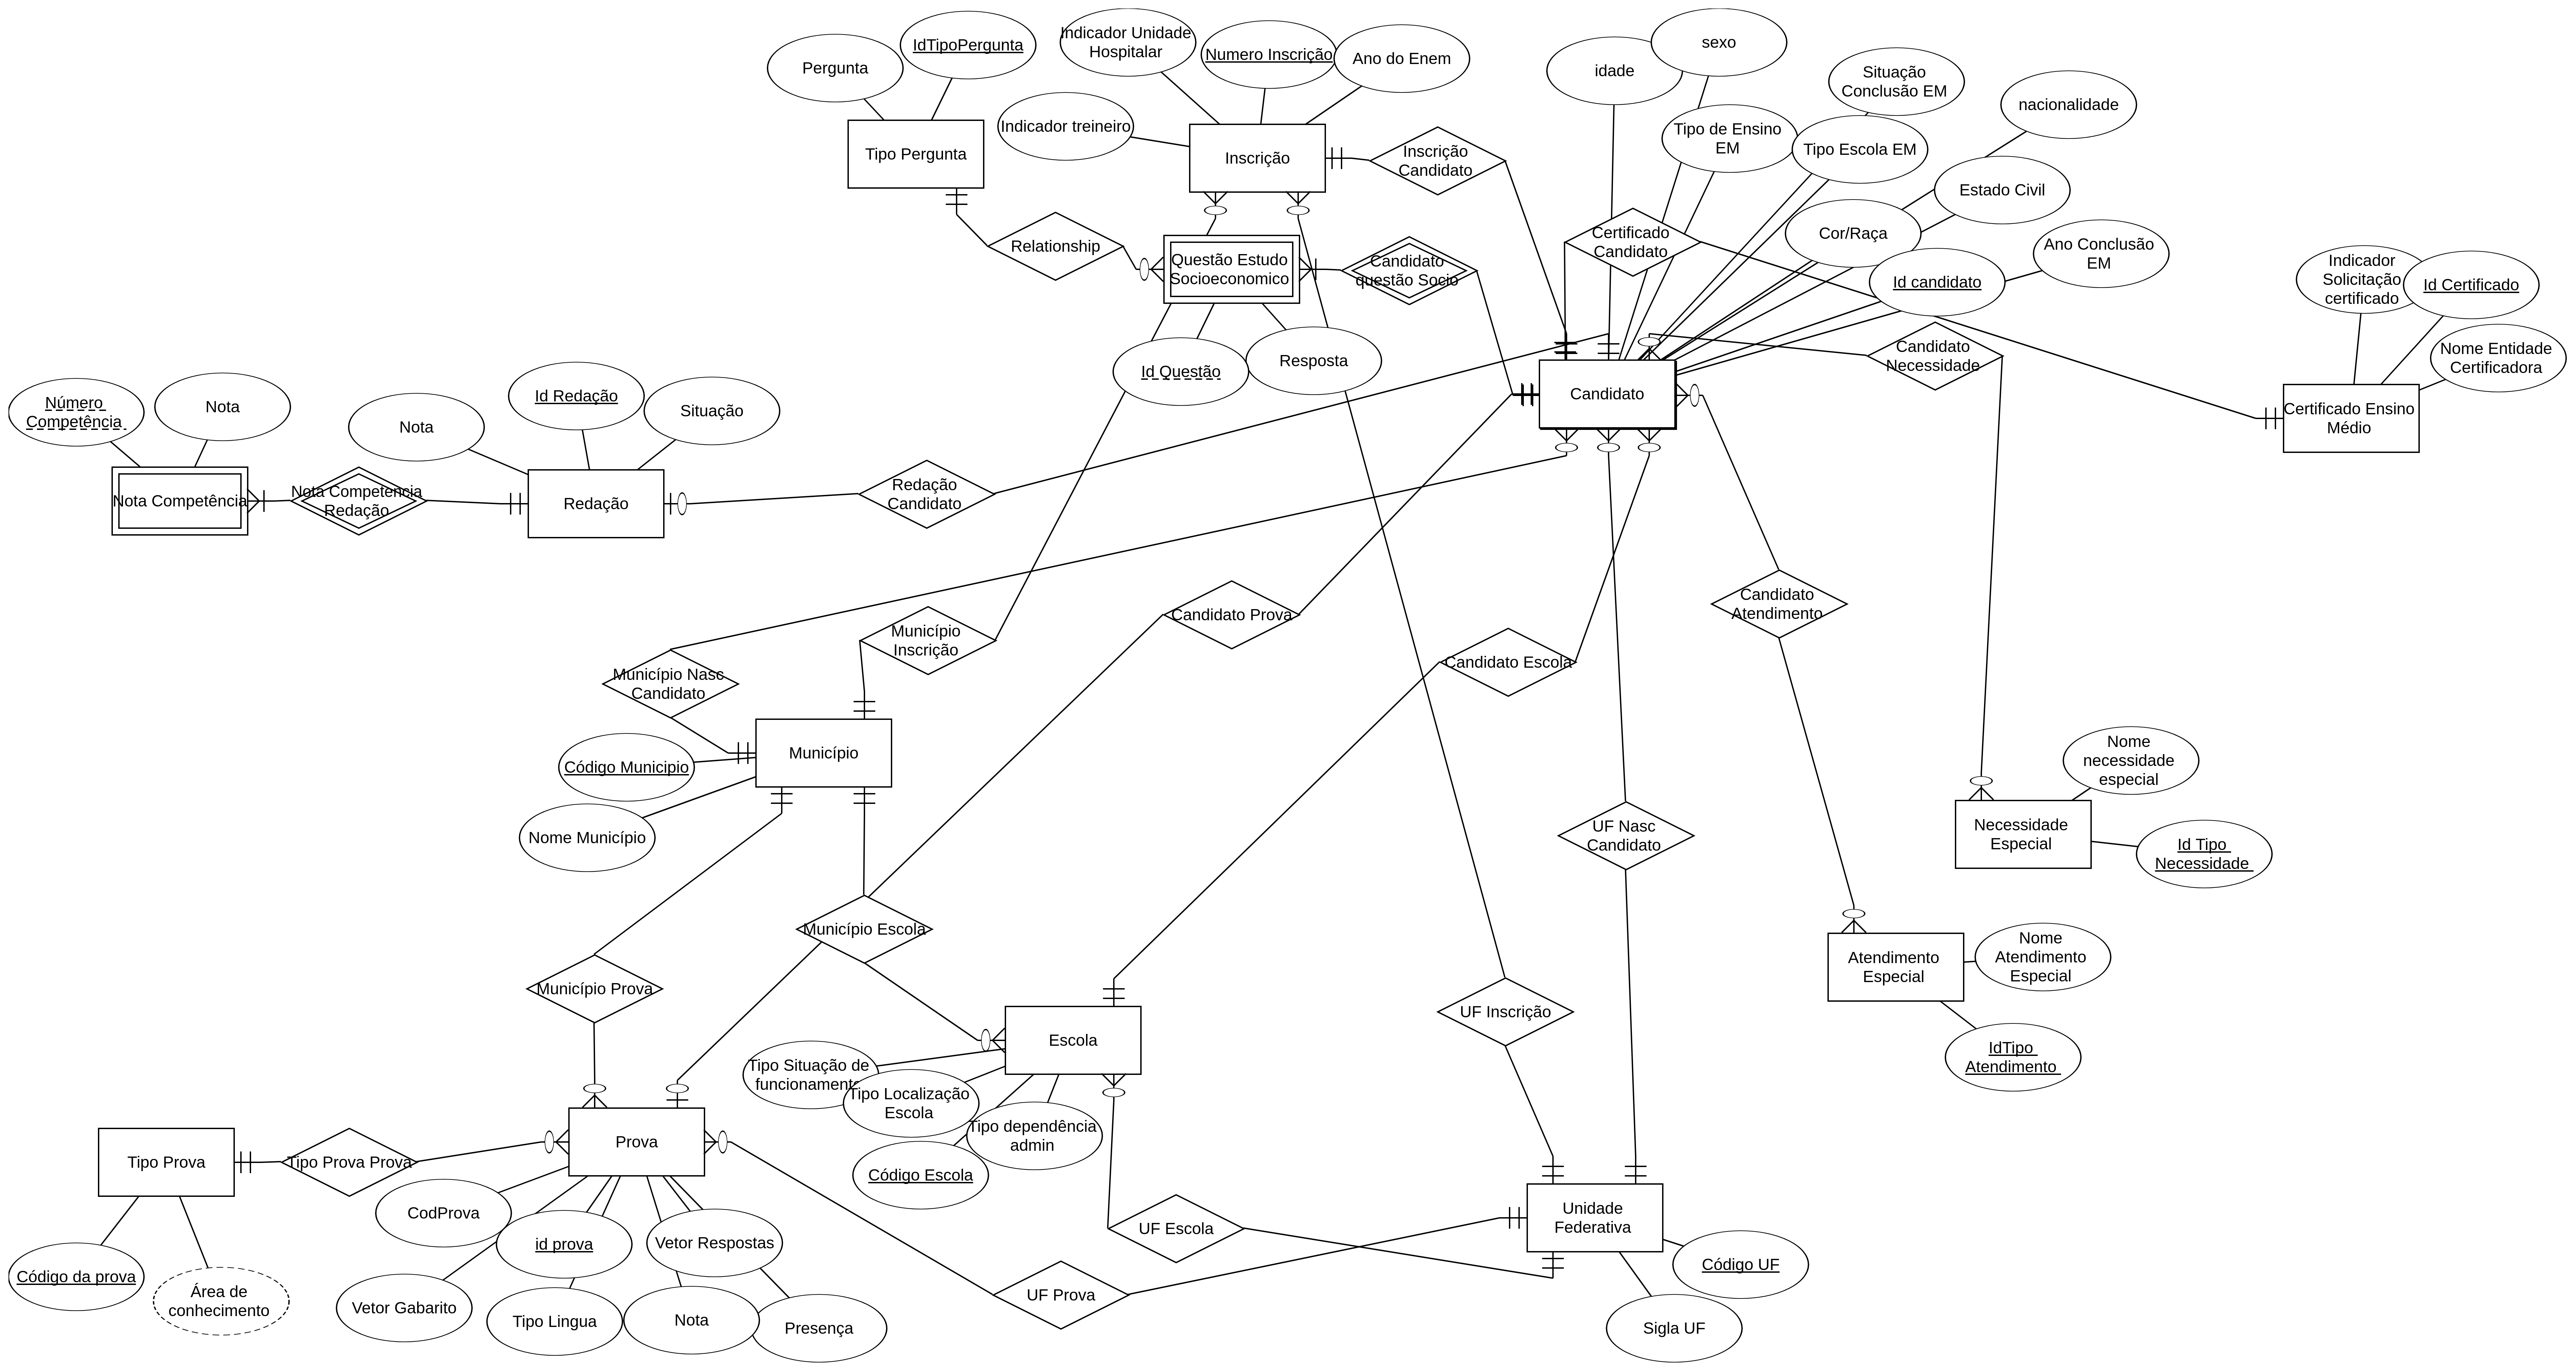 Pergunta
IdTipoPergunta
Indicador Unidade
Hospitalar
Numero Inscrição
Ano do Enem
Indicador treineiro
Tipo Pergunta
Inscrição
Inscrição
Candidato
idade
sexo
Situação
Conclusão EM
nacionalidade
Tipo de Ensino
EM
Tipo Escola EM
Estado Civil
Cor/Raça
Ano Conclusão
EM
Id candidato
Certificado
Candidato
Relationship
Questão Estudo
Socioeconomico
Candidato
questão Socio
Id Questão
Resposta
Indicador
Solicitação
certificado
Id Certificado
Nome Entidade
Certificadora
Certificado Ensino
Médio
Candidato
Necessidade
Candidato
Número
Competência
Nota
Nota
Id Redação
Situação
Nota Competência
Nota Competencia
Redação
Redação
Redação
Candidato
Candidato Prova
Candidato
Atendimento
Município
Inscrição
Candidato Escola
Município Nasc
Candidato
Município
Código Municipio
Nome Município
UF Nasc
Candidato
Nome
necessidade
especial
Necessidade
Especial
Id Tipo
Necessidade
Município Escola
Município Prova
Atendimento
Especial
Nome
Atendimento
Especial
IdTipo
Atendimento
UF Inscrição
Escola
Tipo Situação de
funcionamento
Tipo Localização
Escola
Tipo dependência
admin
Código Escola
Tipo Prova
Tipo Prova Prova
Prova
CodProva
id prova
Vetor Respostas
Código da prova
Área de
conhecimento
Vetor Gabarito
Tipo Lingua
Nota
Presença
UF Escola
UF Prova
Unidade
Federativa
Código UF
Sigla UF